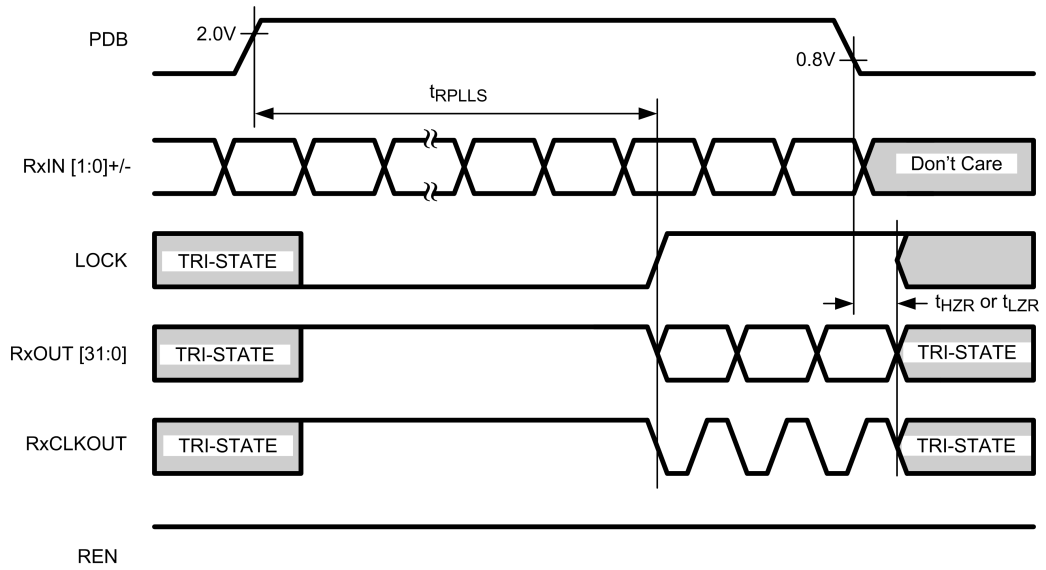 PDB
2.0V
0.8V
tRPLLS
RxIN [1:0]+/-
Don't Care
LOCK
TRI-STATE
tHZR or tLZR
RxOUT [31:0]
TRI-STATE
TRI-STATE
RxCLKOUT
TRI-STATE
TRI-STATE
REN